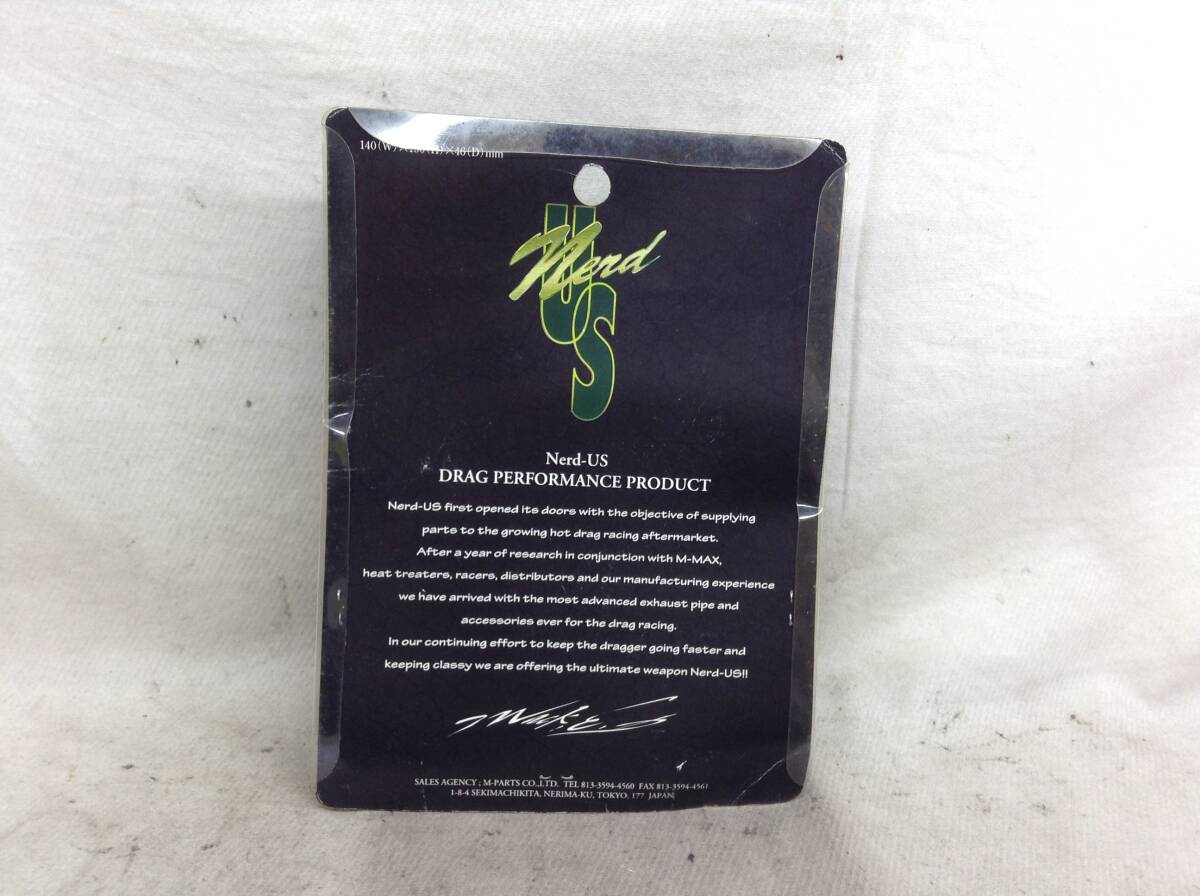 140(W)×190(H)×46(D)mm
US
Nerd
Nerd-US
DRAG PERFORMANCE PRODUCT
Nerd-US first opened its doors with the objective of supplying
parts to the growing hot drag racing aftermarket.
After a year of research in conjunction with M-MAX,
heat treaters, racers, distributors and our manufacturing experience
we have arrived with the most advanced exhaust pipe and
accessories ever for the drag racing.
In our continuing effort to keep the dragger going faster and
keeping classy we are offering the ultimate weapon Nerd-US!!
SALES AGENCY ; M-PARTS CO.,LTD. TEL 813-3594-4560 FAX 813-3594-4561
1-8-4 SEKIMACHIKITA, NERIMA-KU, TOKYO, 177 JAPAN